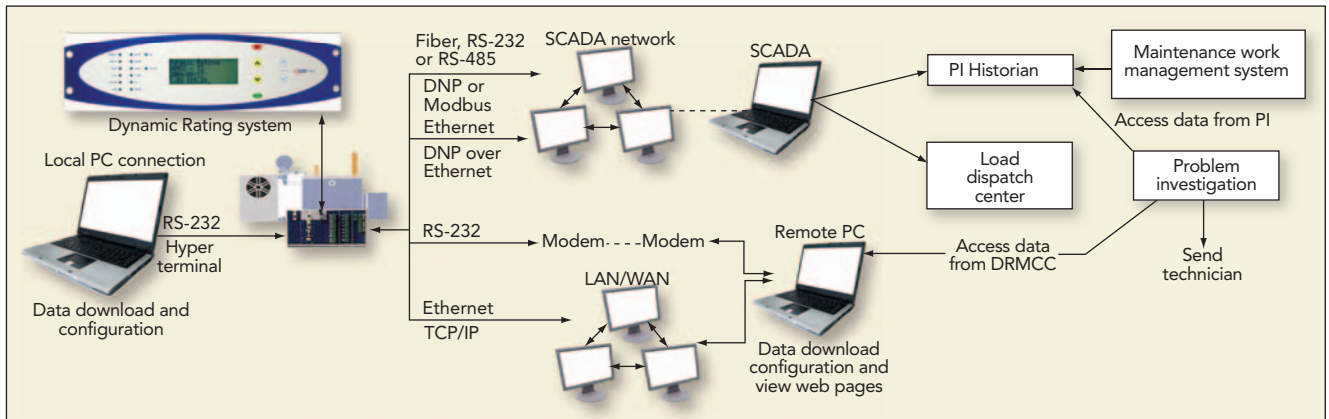 Dynamic Rating system
Local PC connection
RS-232
Hyper
terminal
Data download and
configuration
Fiber, RS-232
or RS-485
DNP or
Modbus
Ethernet
DNP over
Ethernet
SCADA network
SCADA
PI Historian
Maintenance work
management system
Access data from PI
Load
dispatch
center
Problem
investigation
Send
technician
RS-232
Modem
Modem
Remote PC
Access data
from DRMCC
LAN/WAN
Ethernet
TCP/IP
Data download
configuration and
view web pages